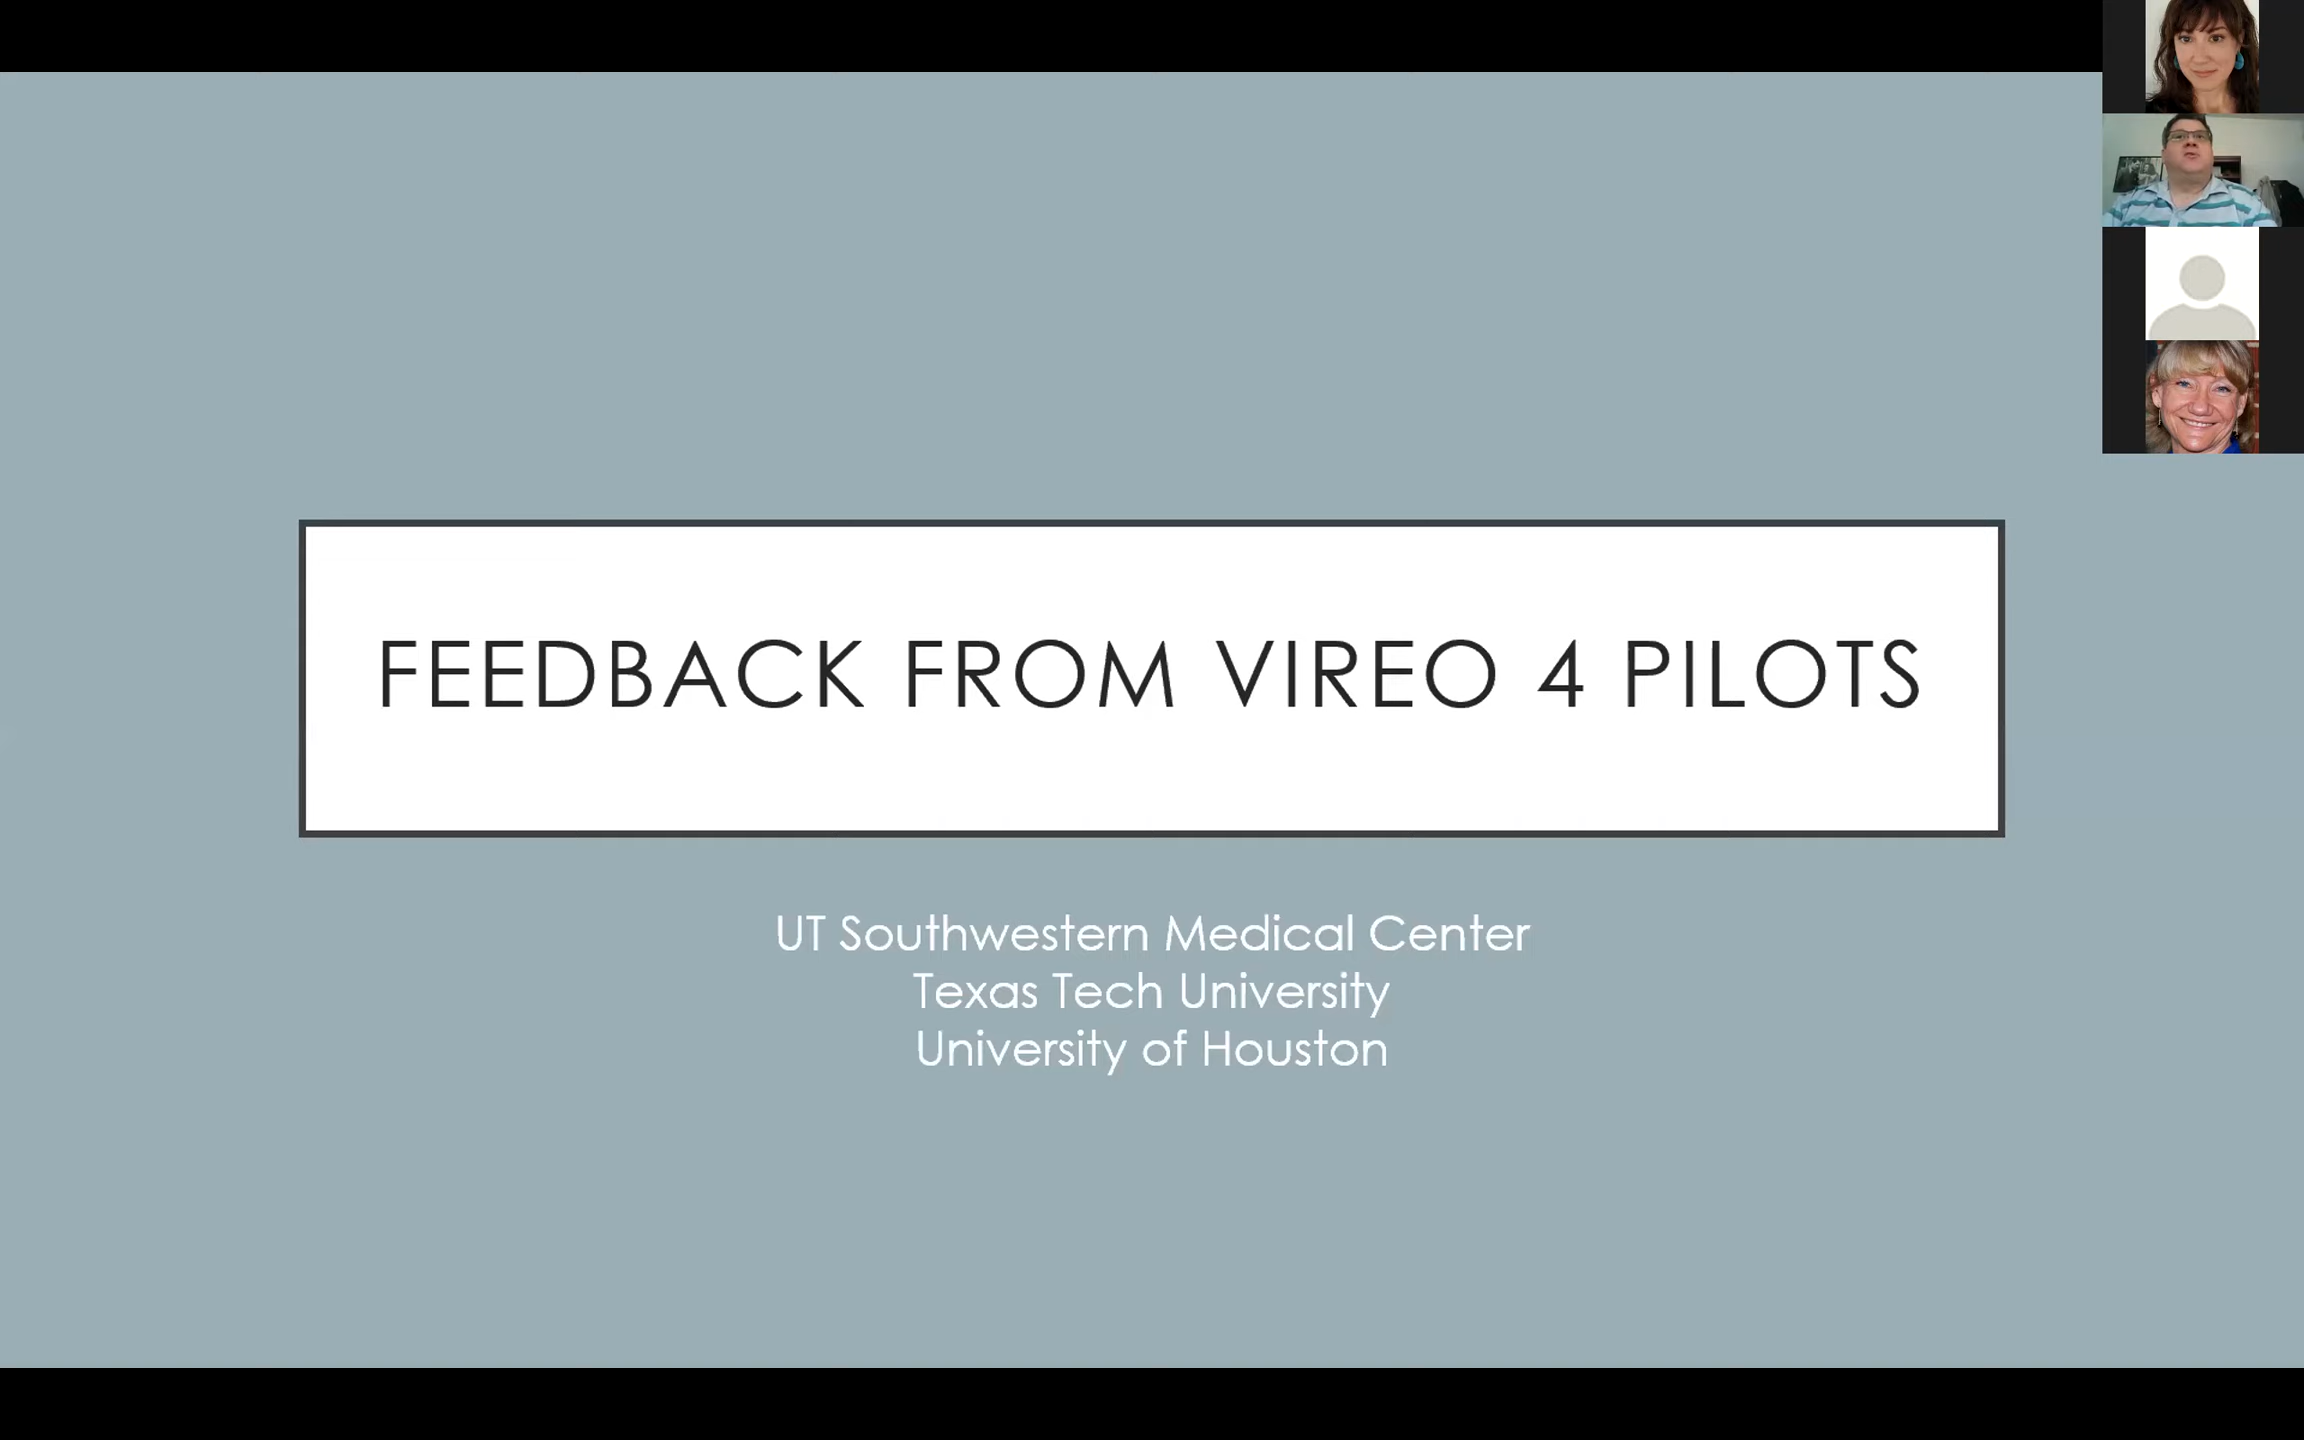 FEEDBACK FROM VIREO 4 PILOTS
UT Southwestern Medical Center
Texas Tech University
University of Houston